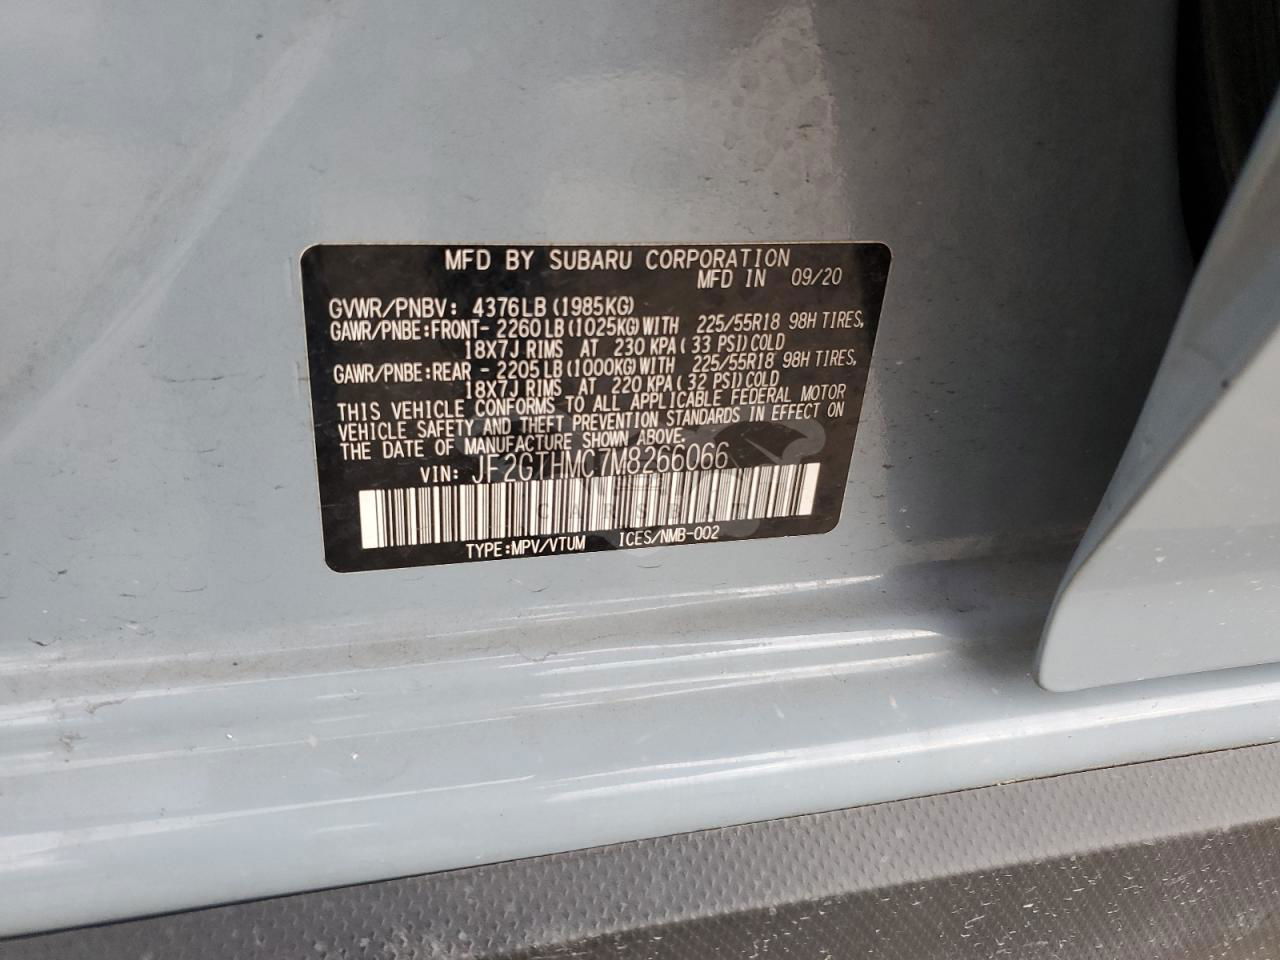 MFD BY SUBARU CORPORATION
MFD IN 09/20
GVWR/PNBV: 4376LB (1985KG)
GAWR/PNBE:FRONT- 2260LB (1025KG) WITH 225/55R18 98H TIRES,
18X7J RIMS AT 230 KPA (33 PSI) COLD
GAWR/PNBE:REAR - 2205LB (1000KG) WITH 225/55R18 98H TIRES,
18X7J RIMS AT 220 KPA (32 PSI) COLD
THIS VEHICLE CONFORMS TO ALL APPLICABLE FEDERAL MOTOR
VEHICLE SAFETY AND THEFT PREVENTION STANDARDS IN EFFECT ON
THE DATE OF MANUFACTURE SHOWN ABOVE.
VIN: JF2GTHMC7M8266066
CARSBAD
TYPE:MPV/VTUM ICES/NMB-002